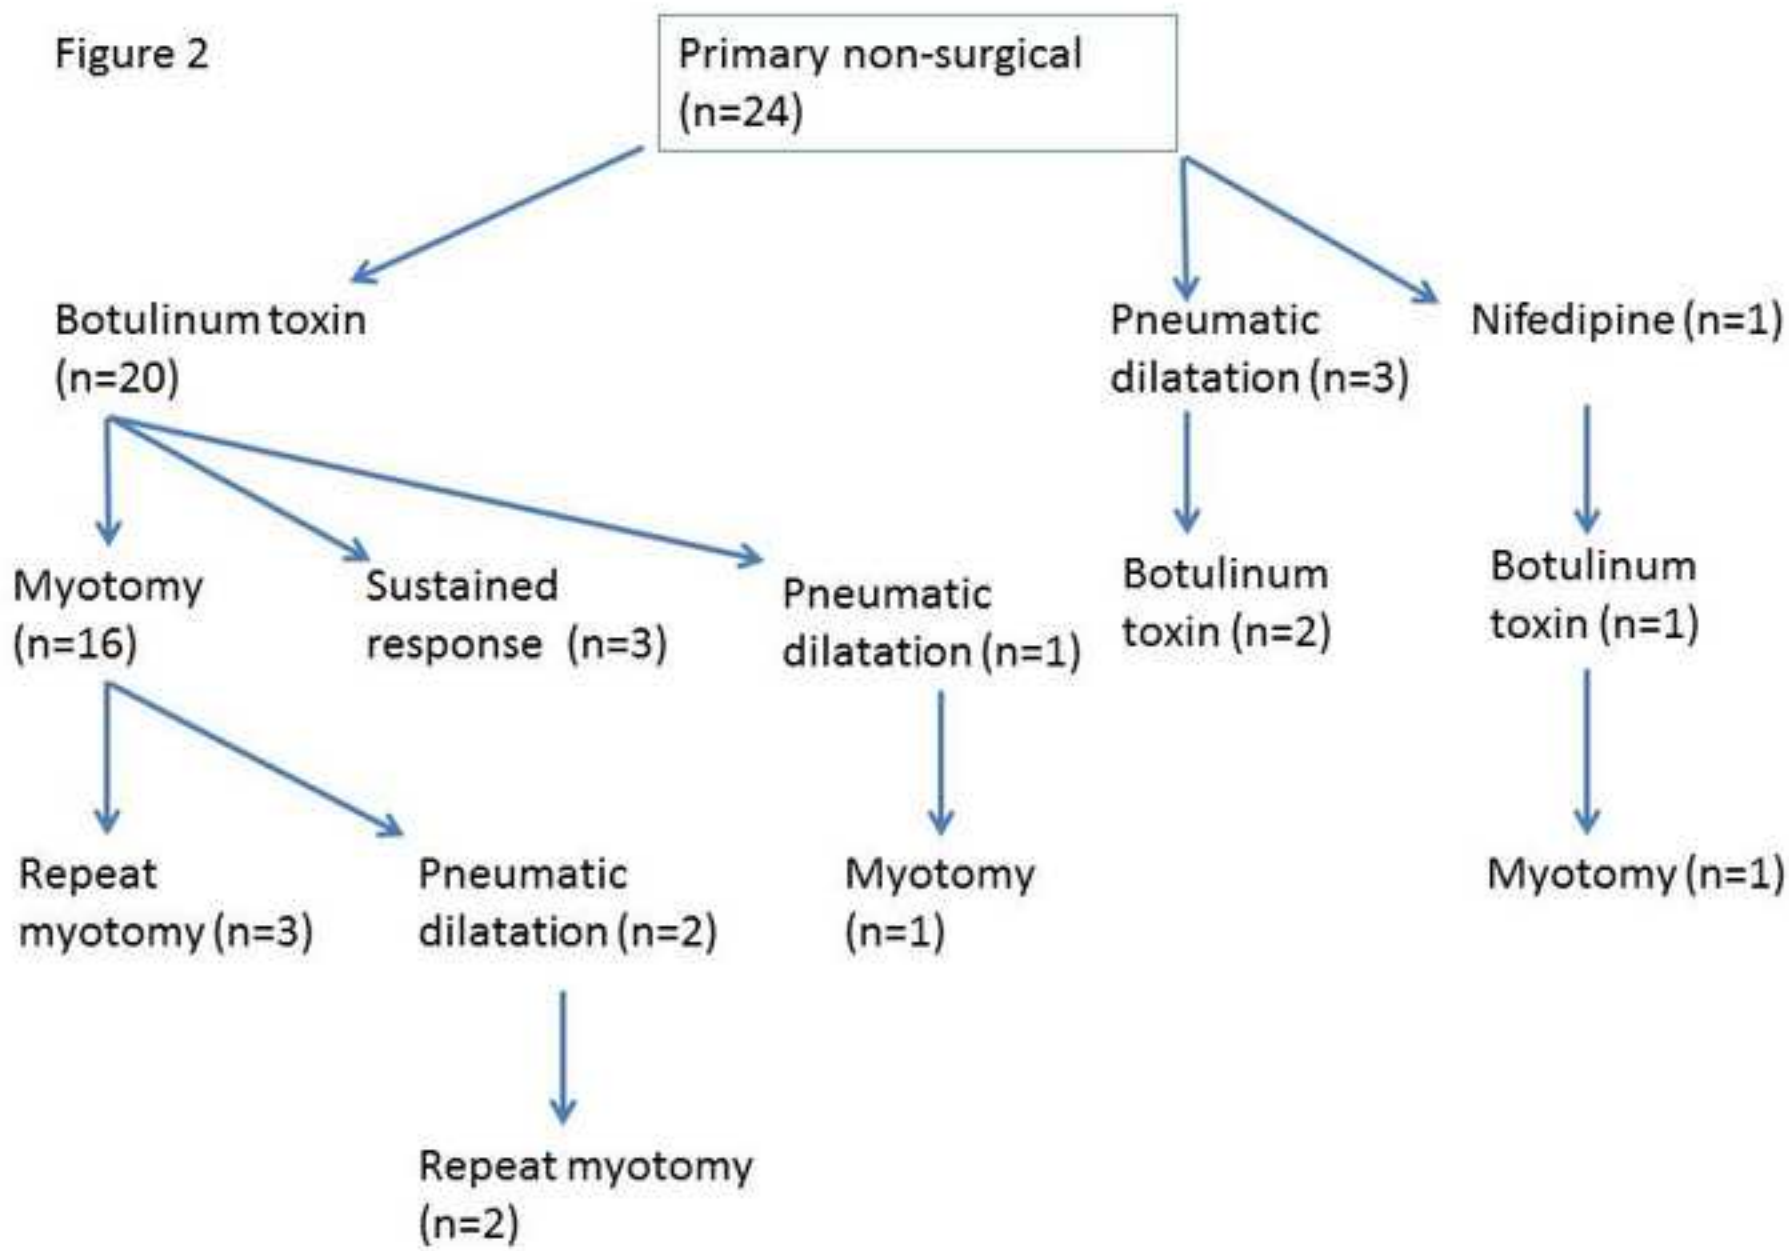 Figure 2
Primary non-surgical
(n=24)
Botulinum toxin
(n=20)
Pneumatic
dilatation (n=3)
Nifedipine (n=1)
Myotomy
(n=16)
Sustained
response (n=3)
Pneumatic
dilatation (n=1)
Botulinum
toxin (n=2)
Botulinum
toxin (n=1)
Repeat
myotomy (n=3)
Pneumatic
dilatation (n=2)
Myotomy
(n=1)
Myotomy (n=1)
Repeat myotomy
(n=2)